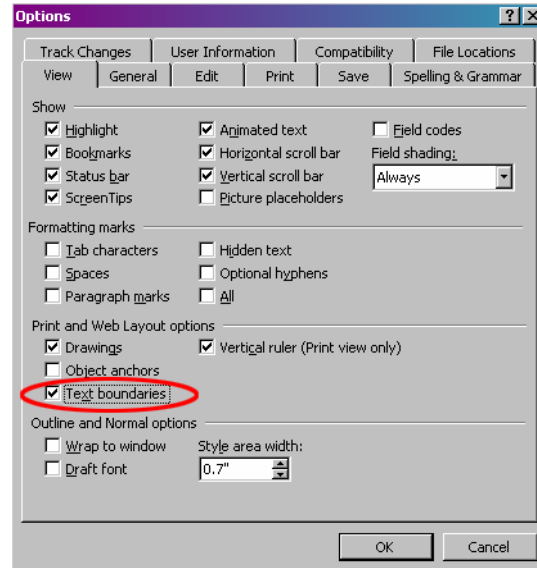 Options
Track Changes User Information Compatibility File Locations
View General Edit Print Save Spelling & Grammar
Show
Highlight Animated text Field codes
Bookmarks Horizontal scroll bar Field shading:
Status bar Vertical scroll bar Always
ScreenTips Picture placeholders
Formatting marks
Tab characters Hidden text
Spaces Optional hyphens
Paragraph marks All
Print and Web Layout options
Drawings Vertical ruler (Print view only)
Object anchors
Text boundaries
Outline and Normal options
Wrap to window Style area width:
Draft font 0.7"
OK Cancel